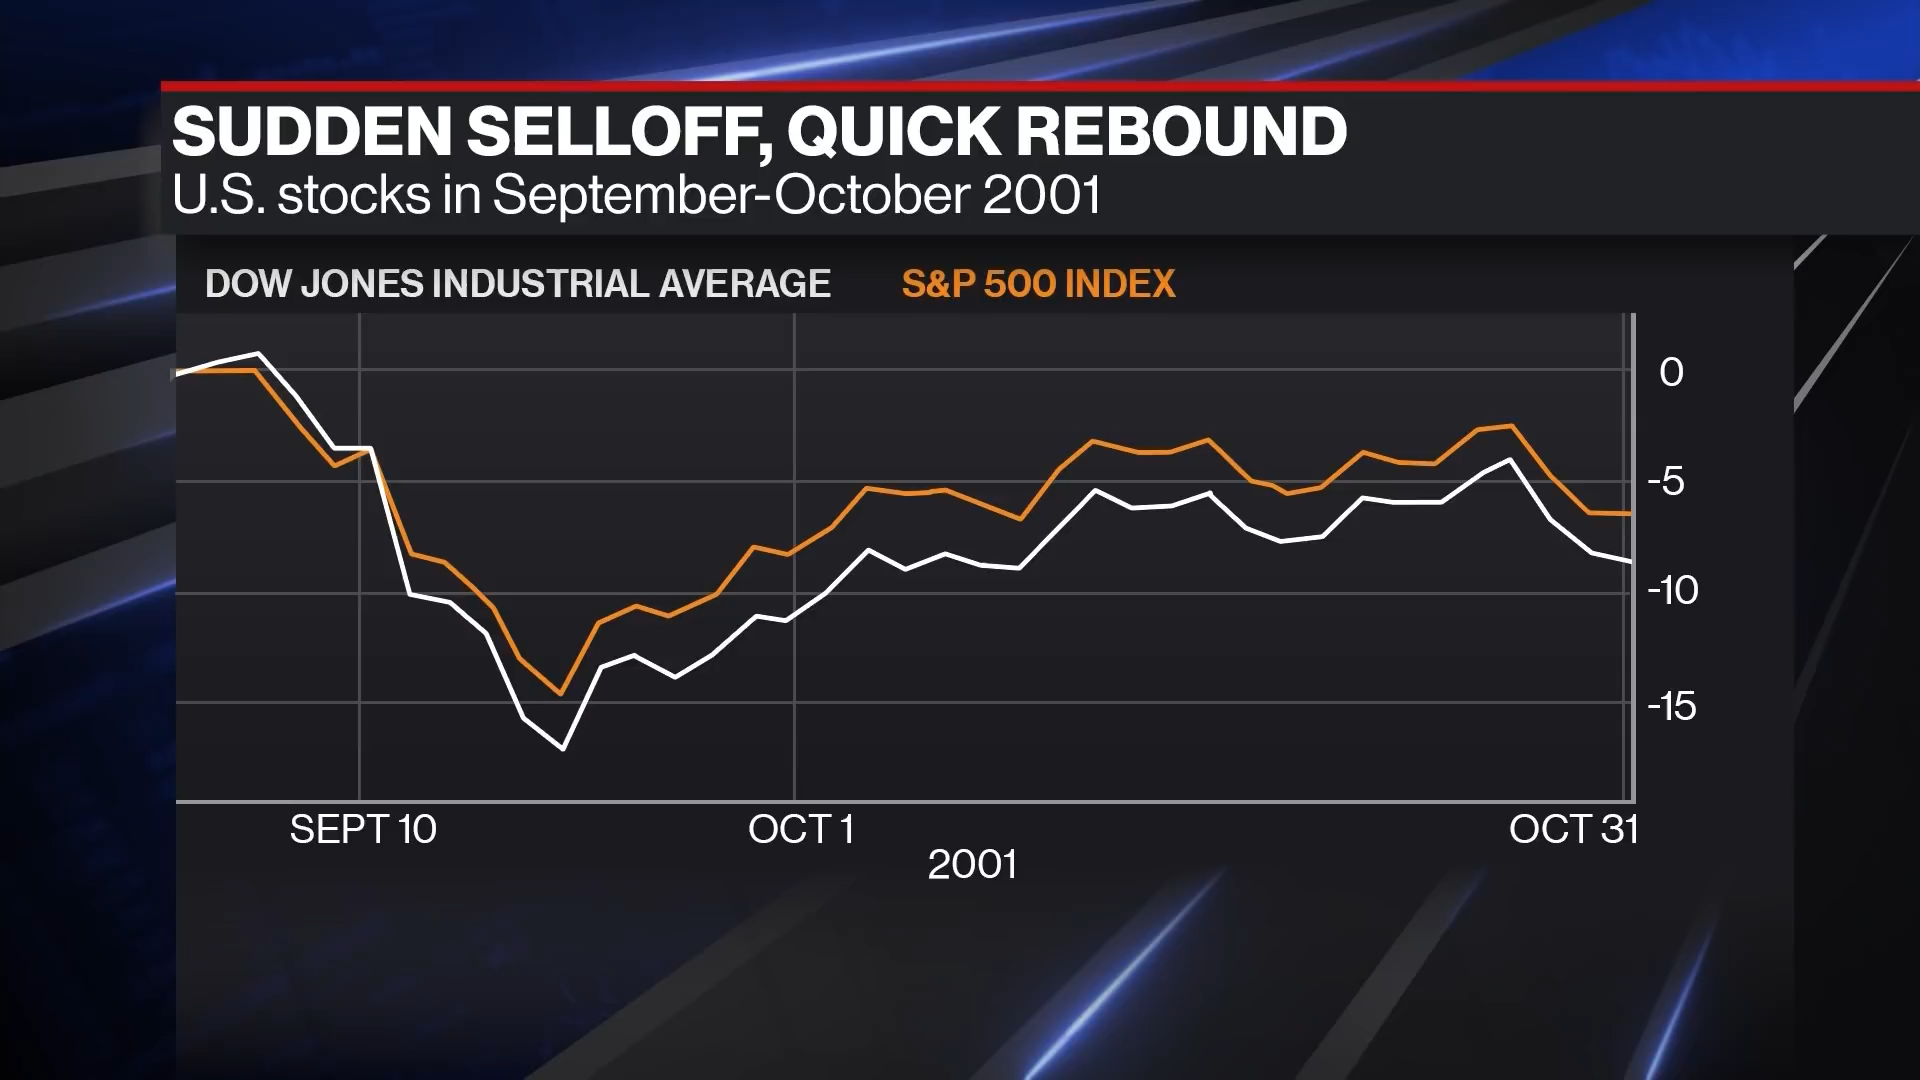 SUDDEN SELLOFF, QUICK REBOUND
U.S. stocks in September-October 2001
DOW JONES INDUSTRIAL AVERAGE S&P 500 INDEX
0
-5
-10
-15
SEPT 10 OCT 1 OCT 31
2001